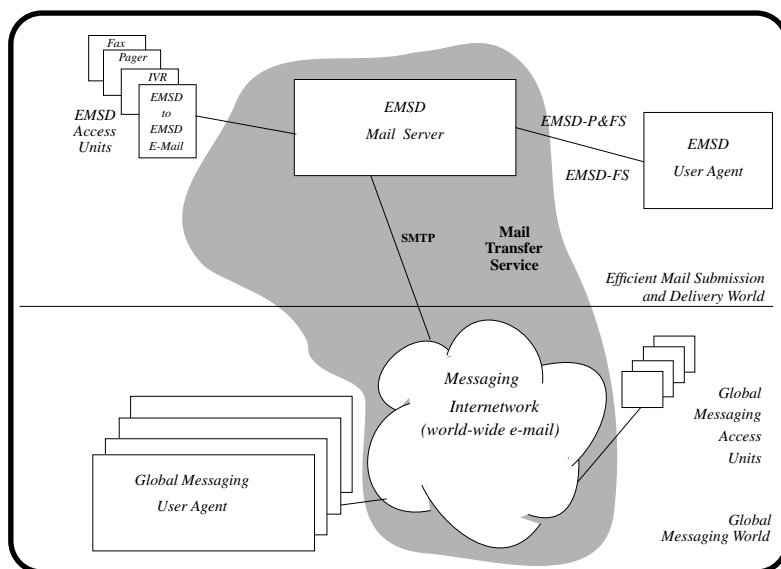 Fax
Pager
IVR
EMSD
to
EMSD
E-Mail
EMSD
Access
Units
EMSD
Mail Server
EMSD-P&FS
EMSD-FS
EMSD
User Agent
SMTP
Mail
Transfer
Service
Efficient Mail Submission
and Delivery World
Messaging
Internetwork
(world-wide e-mail)
Global
Messaging
Access
Units
Global Messaging
User Agent
Global
Messaging World